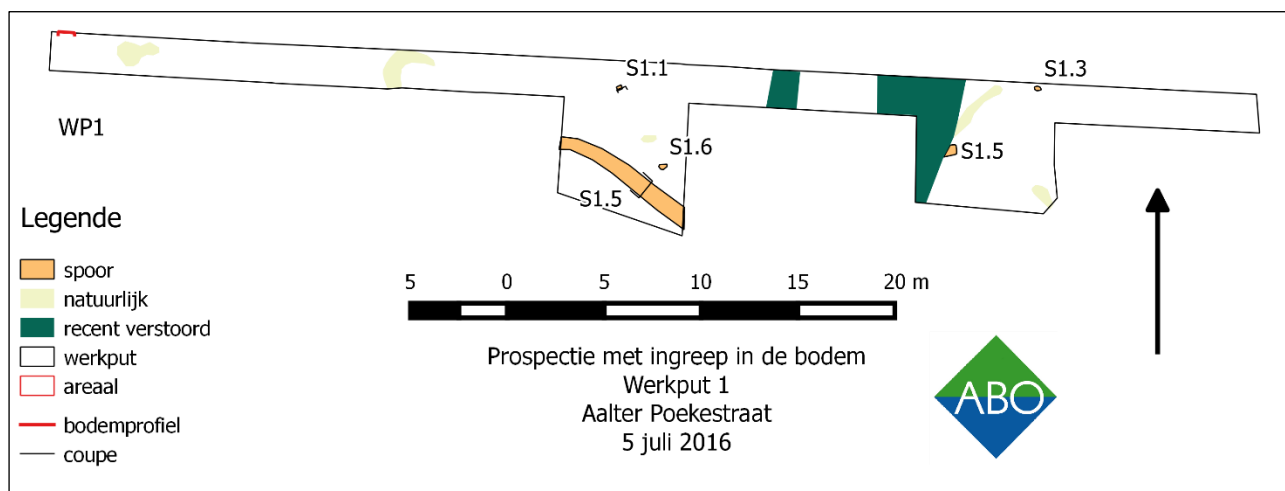 S1.1
S1.3
WP1
S1.6
S1.5
S1.5
Legende
spoor
natuurlijk
recent verstoord
werkput
areaal
bodemprofiel
coupe
5 0 5 10 15 20 m
Prospectie met ingreep in de bodem
Werkput 1
Aalter Poekestraat
5 juli 2016
ABO